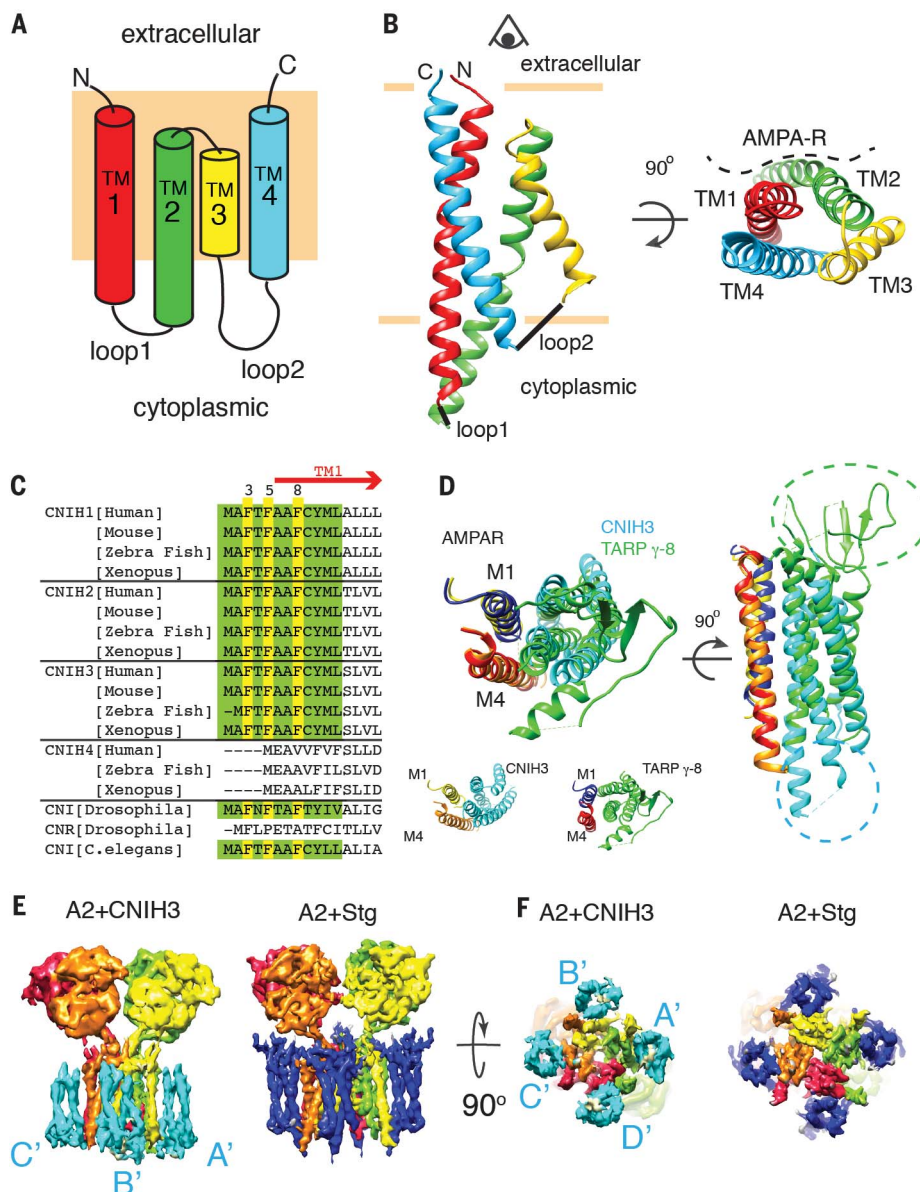 A
extracellular
N
C
TM
1
TM
2
TM
3
TM
4
loop1
loop2
cytoplasmic
B
C
N
extracellular
loop2
cytoplasmic
loop1
90°
AMPA-R
TM1
TM2
TM4
TM3
C
TM1
3 5 8
CNIH1[Human] MAFTFAAFCYMLALLL
[Mouse] MAFTFAAFCYMLALLL
[Zebra Fish] MAFTFAAFCYMLALLL
[Xenopus] MAFTFAAFCYMLALLL
CNIH2[Human] MAFTFAAFCYMLTLVL
[Mouse] MAFTFAAFCYMLTLVL
[Zebra Fish] MAFTFAAFCYMLTLVL
[Xenopus] MAFTFAAFCYMLTLVL
CNIH3[Human] MAFTFAAFCYMLSLVL
[Mouse] MAFTFAAFCYMLSLVL
[Zebra Fish] -MFTFAAFCYMLSLVL
[Xenopus] MAFTFAAFCYMLSLVL
CNIH4[Human] ----MEAVVFVFSLLD
[Zebra Fish] ----MEAAVFILSLVD
[Xenopus] ----MEAALFIFSLID
CNI[Drosophila] MAFNFTAFTYIVALIG
CNR[Drosophila] -MFLPETATFCITLLV
CNI[C.elegans] MAFTFAAFCYLLALIA
D
AMPAR
CNIH3
TARP γ-8
M1
M4
90°
M1
CNIH3
M4
M1
TARP γ-8
M4
E
A2+CNIH3
A2+Stg
C'
B'
A'
90°
F
A2+CNIH3
A2+Stg
B'
A'
C'
D'